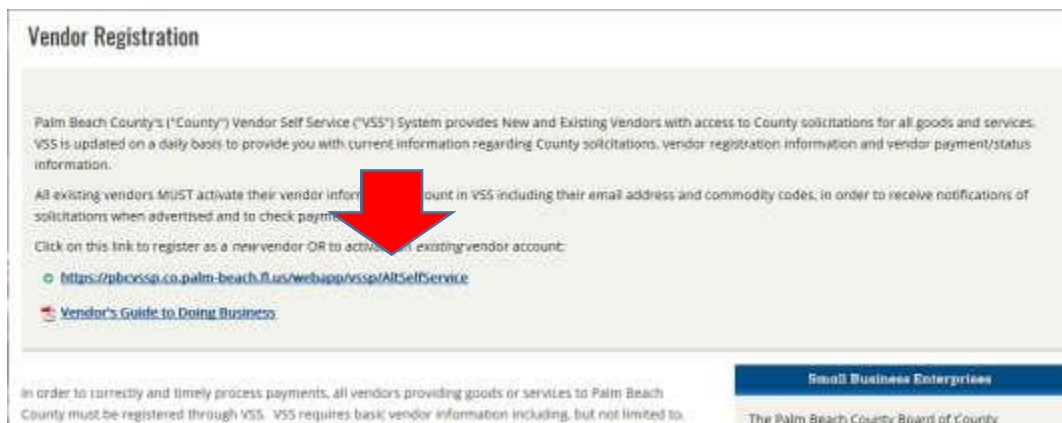 Vendor Registration
Palm Beach County's ("County") Vendor Self Service ("VSS") System provides New and Existing Vendors with access to County solicitations for all goods and services.
VSS is updated on a daily basis to provide you with current information regarding County solicitations, vendor registration information and vendor payment/status
information.
All existing vendors MUST activate their vendor infor ount in VSS including their email address and commodity codes, in order to receive notifications of
solicitations when advertised and to check paym
Click on this link to register as a new vendor OR to activa n existing vendor account:
https://pbcvssp.co.palm-beach.fl.us/webapp/vssp/AltSelfService
Vendor's Guide to Doing Business
In order to correctly and timely process payments, all vendors providing goods or services to Palm Beach
County must be registered through VSS. VSS requires basic vendor information including, but not limited to,
Small Business Enterprises
The Palm Beach County Board of County